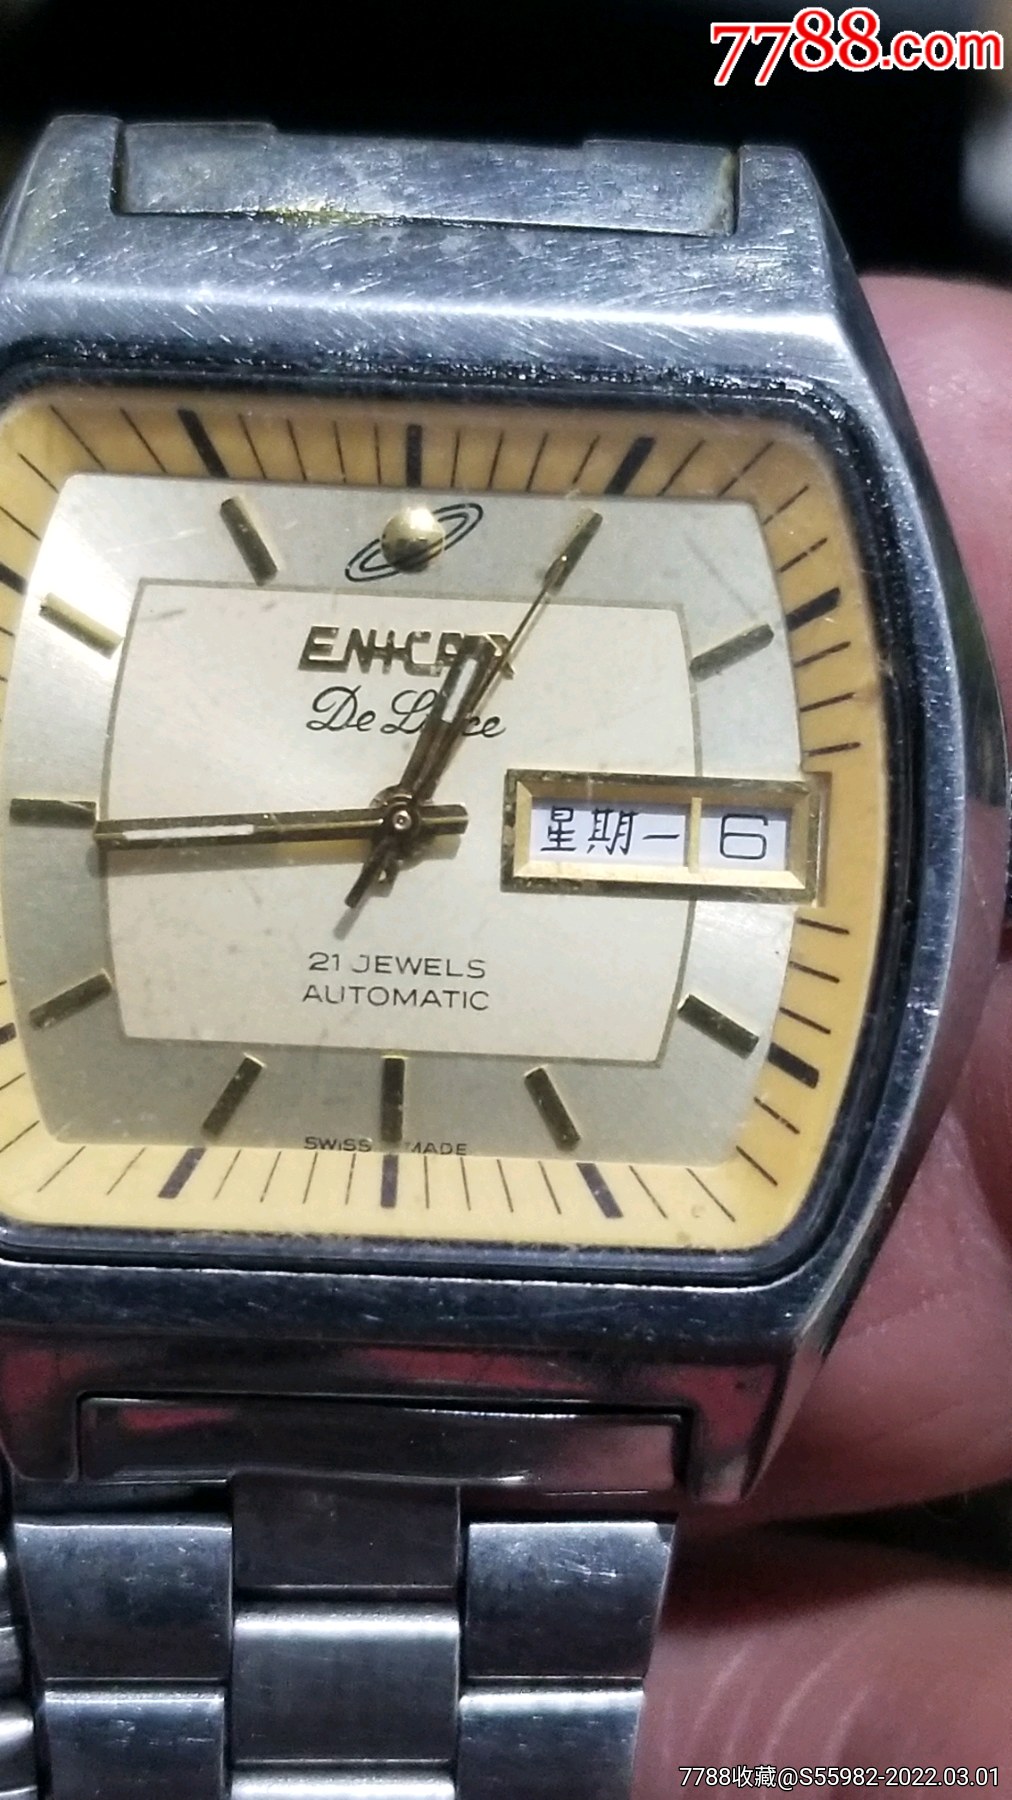 7788.com
ENICAR
De Luxe
星期一 6
21 JEWELS
AUTOMATIC
SWISS MADE
7788收藏@S55982-2022.03.01